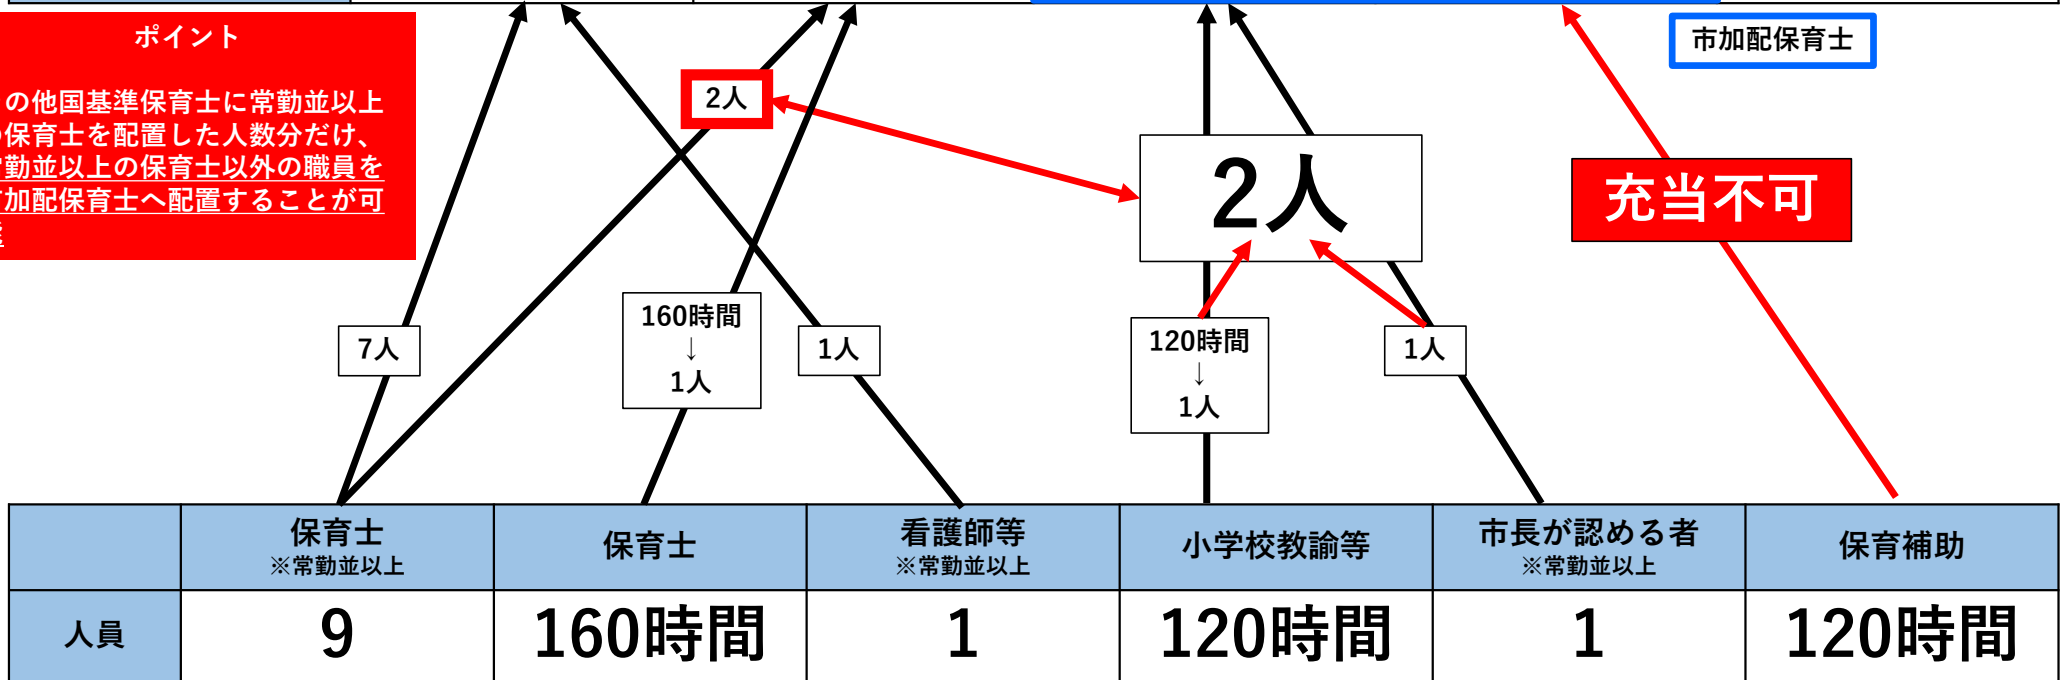 ポイント
の他国基準保育士に常勤並以上
の保育士を配置した人数分だけ、
常勤並以上の保育士以外の職員を
市加配保育士へ配置することが可
能
市加配保育士
2人
2人
充当不可
7人
160時間
↓
1人
1人
120時間
↓
1人
1人
保育士
※常勤並以上
保育士
看護師等
※常勤並以上
小学校教諭等
市長が認める者
※常勤並以上
保育補助
人員
9
160時間
1
120時間
1
120時間